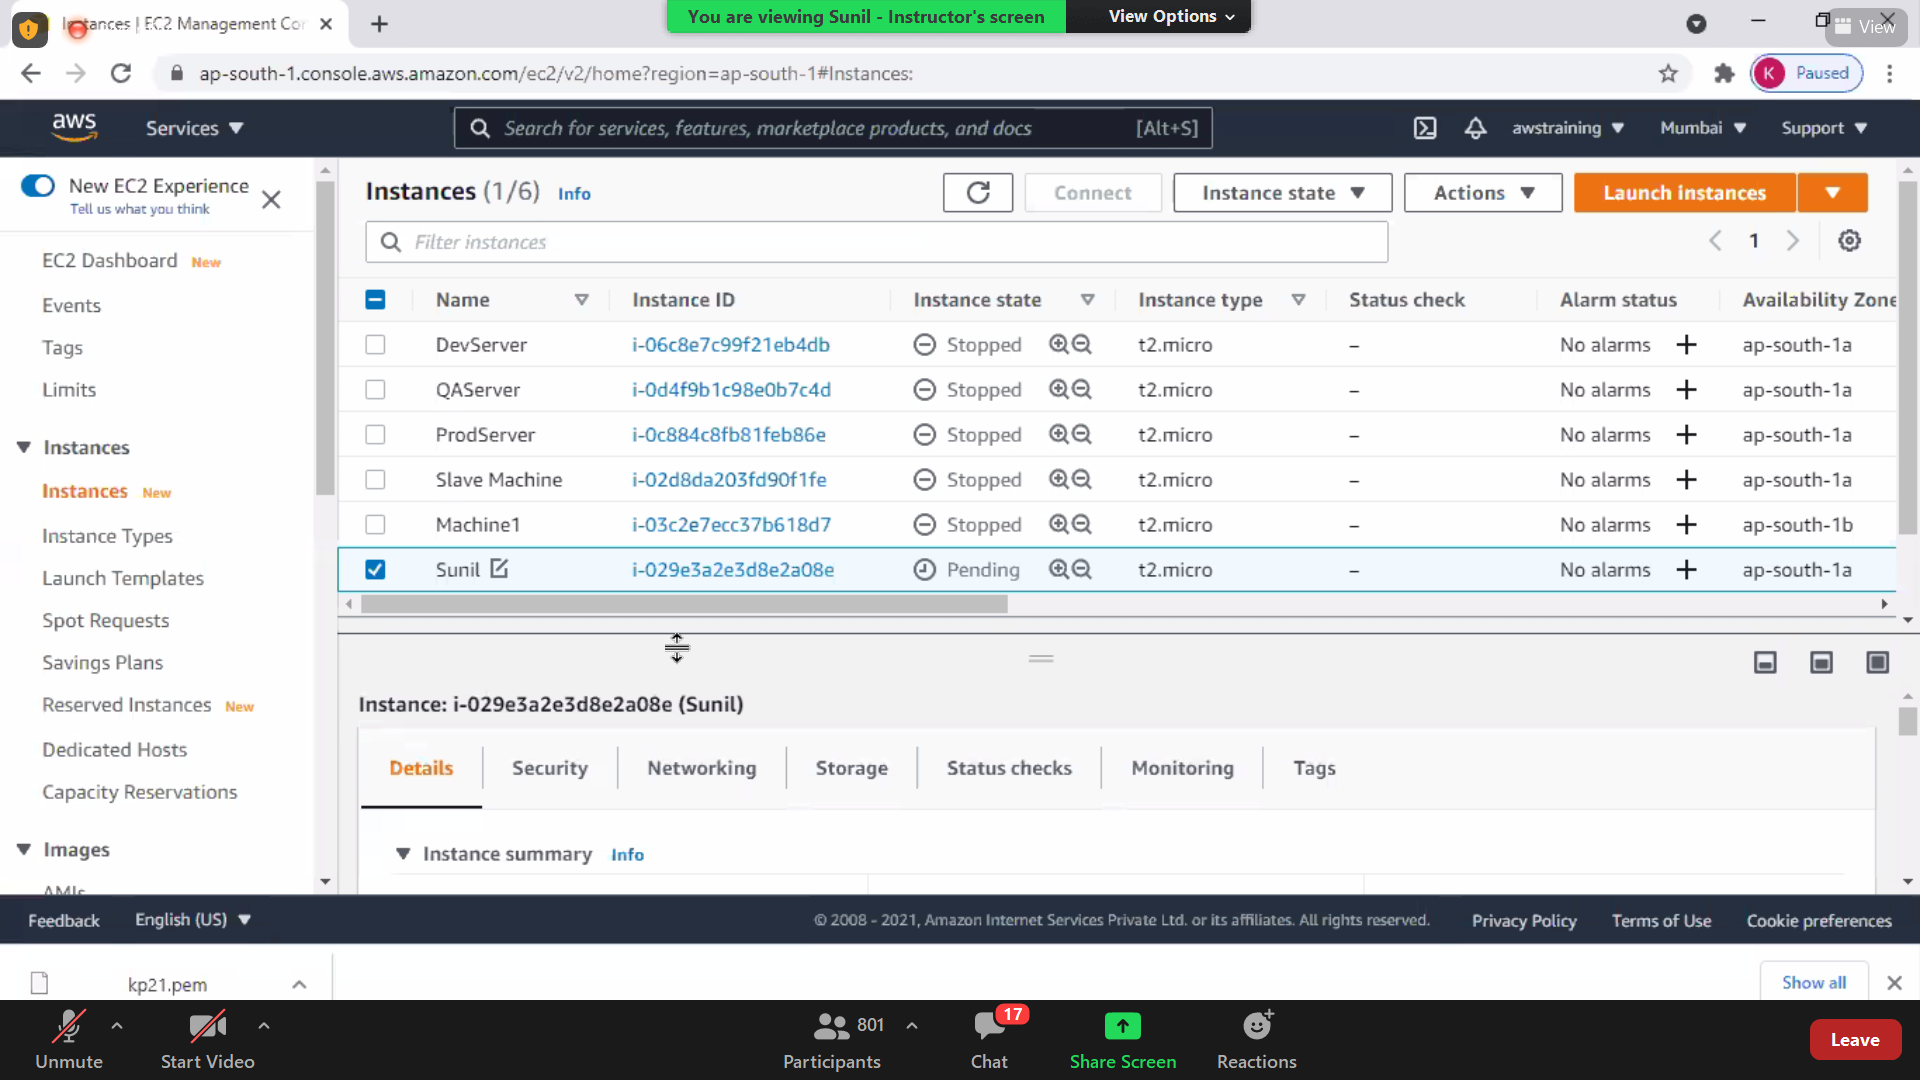 Instances | EC2 Management Cor
You are viewing Sunil - Instructor's screen
View Options
View
ap-south-1.console.aws.amazon.com/ec2/v2/home?region=ap-south-1#Instances:
K Paused
aws Services Search for services, features, marketplace products, and docs [Alt+S] awstraining Mumbai Support
New EC2 Experience
Tell us what you think
EC2 Dashboard New
Events
Tags
Limits
Instances
Instances New
Instance Types
Launch Templates
Spot Requests
Savings Plans
Reserved Instances New
Dedicated Hosts
Capacity Reservations
Images
AMIs
Instances (1/6) Info Connect Instance state Actions Launch instances
Filter instances 1
Name Instance ID Instance state Instance type Status check Alarm status Availability Zone
DevServer i-06c8e7c99f21eb4db Stopped t2.micro – No alarms + ap-south-1a
QAServer i-0d4f9b1c98e0b7c4d Stopped t2.micro – No alarms + ap-south-1a
ProdServer i-0c884c8fb81feb86e Stopped t2.micro – No alarms + ap-south-1a
Slave Machine i-02d8da203fd90f1fe Stopped t2.micro – No alarms + ap-south-1a
Machine1 i-03c2e7ecc37b618d7 Stopped t2.micro – No alarms + ap-south-1b
Sunil i-029e3a2e3d8e2a08e Pending t2.micro – No alarms + ap-south-1a
Instance: i-029e3a2e3d8e2a08e (Sunil)
Details Security Networking Storage Status checks Monitoring Tags
Instance summary Info
Feedback English (US) © 2008 - 2021, Amazon Internet Services Private Ltd. or its affiliates. All rights reserved. Privacy Policy Terms of Use Cookie preferences
kp21.pem Show all
Unmute Start Video Participants 801 Chat 17 Share Screen Reactions Leave